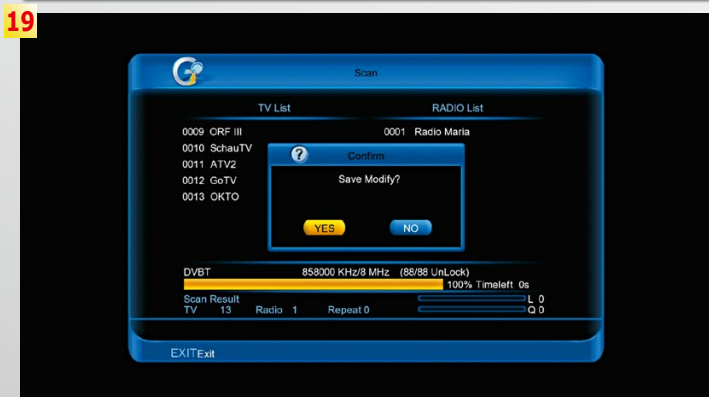 19
Scan
TV List RADIO List
0009 ORF III 0001 Radio Maria
0010 SchauTV
0011 ATV2
0012 GoTV
0013 OKTO
Confirm
Save Modify?
YES NO
DVBT 858000 KHz/8 MHz (88/88 UnLock)
100% Timeleft 0s
Scan Result L 0
TV 13 Radio 1 Repeat 0 Q 0
EXITExit